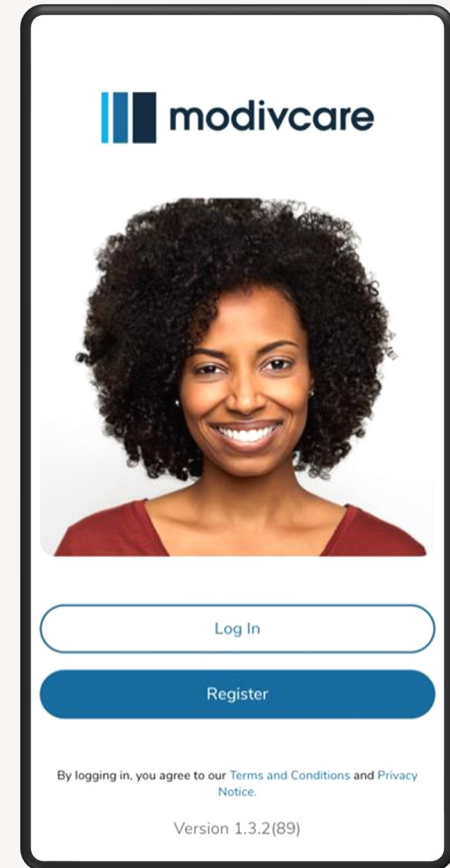 modivcare
Log In
Register
By logging in, you agree to our Terms and Conditions and Privacy
Notice.
Version 1.3.2(89)